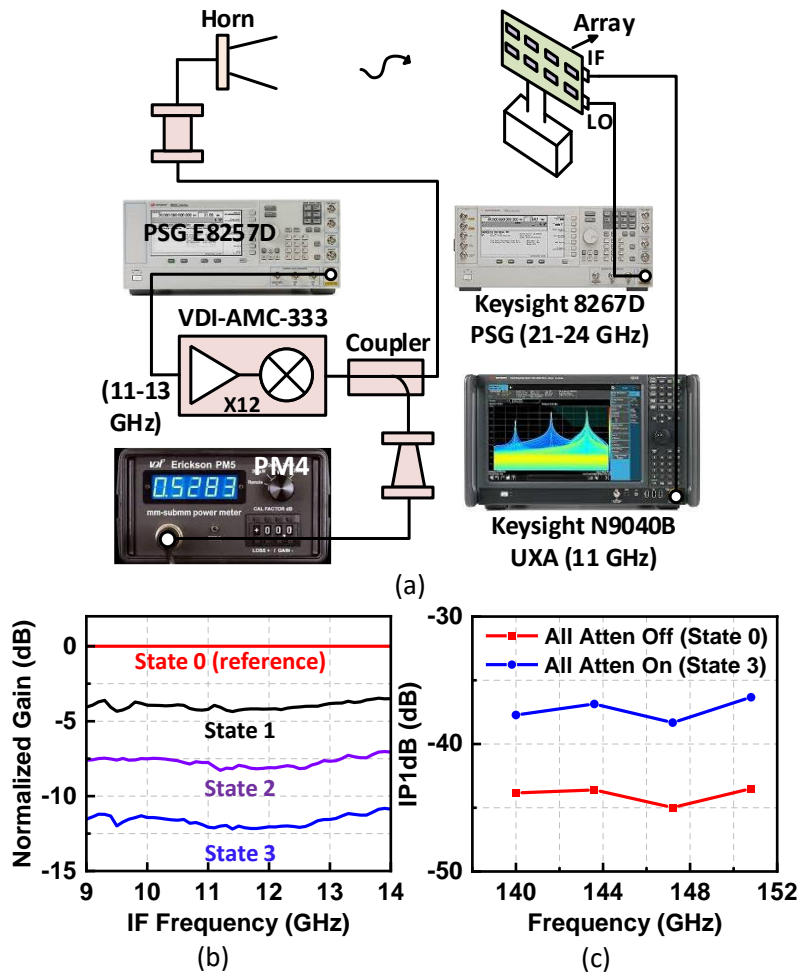 Horn
Array
IF
LO
PSG E8257D
Keysight 8267D
PSG (21-24 GHz)
VDI-AMC-333
Coupler
(11-13
GHz)
X12
Erickson PM5
PM4
Remote
0.5283
mm-submm power meter
CAL FACTOR dB
+ 0 0 0
LOSS + / GAIN -
Keysight N9040B
UXA (11 GHz)
(a)
Normalized Gain (dB)
0
-5
-10
-15
State 0 (reference)
State 1
State 2
State 3
9 10 11 12 13 14
IF Frequency (GHz)
(b)
IP1dB (dB)
-30
-40
-50
All Atten Off (State 0)
All Atten On (State 3)
140 144 148 152
Frequency (GHz)
(c)